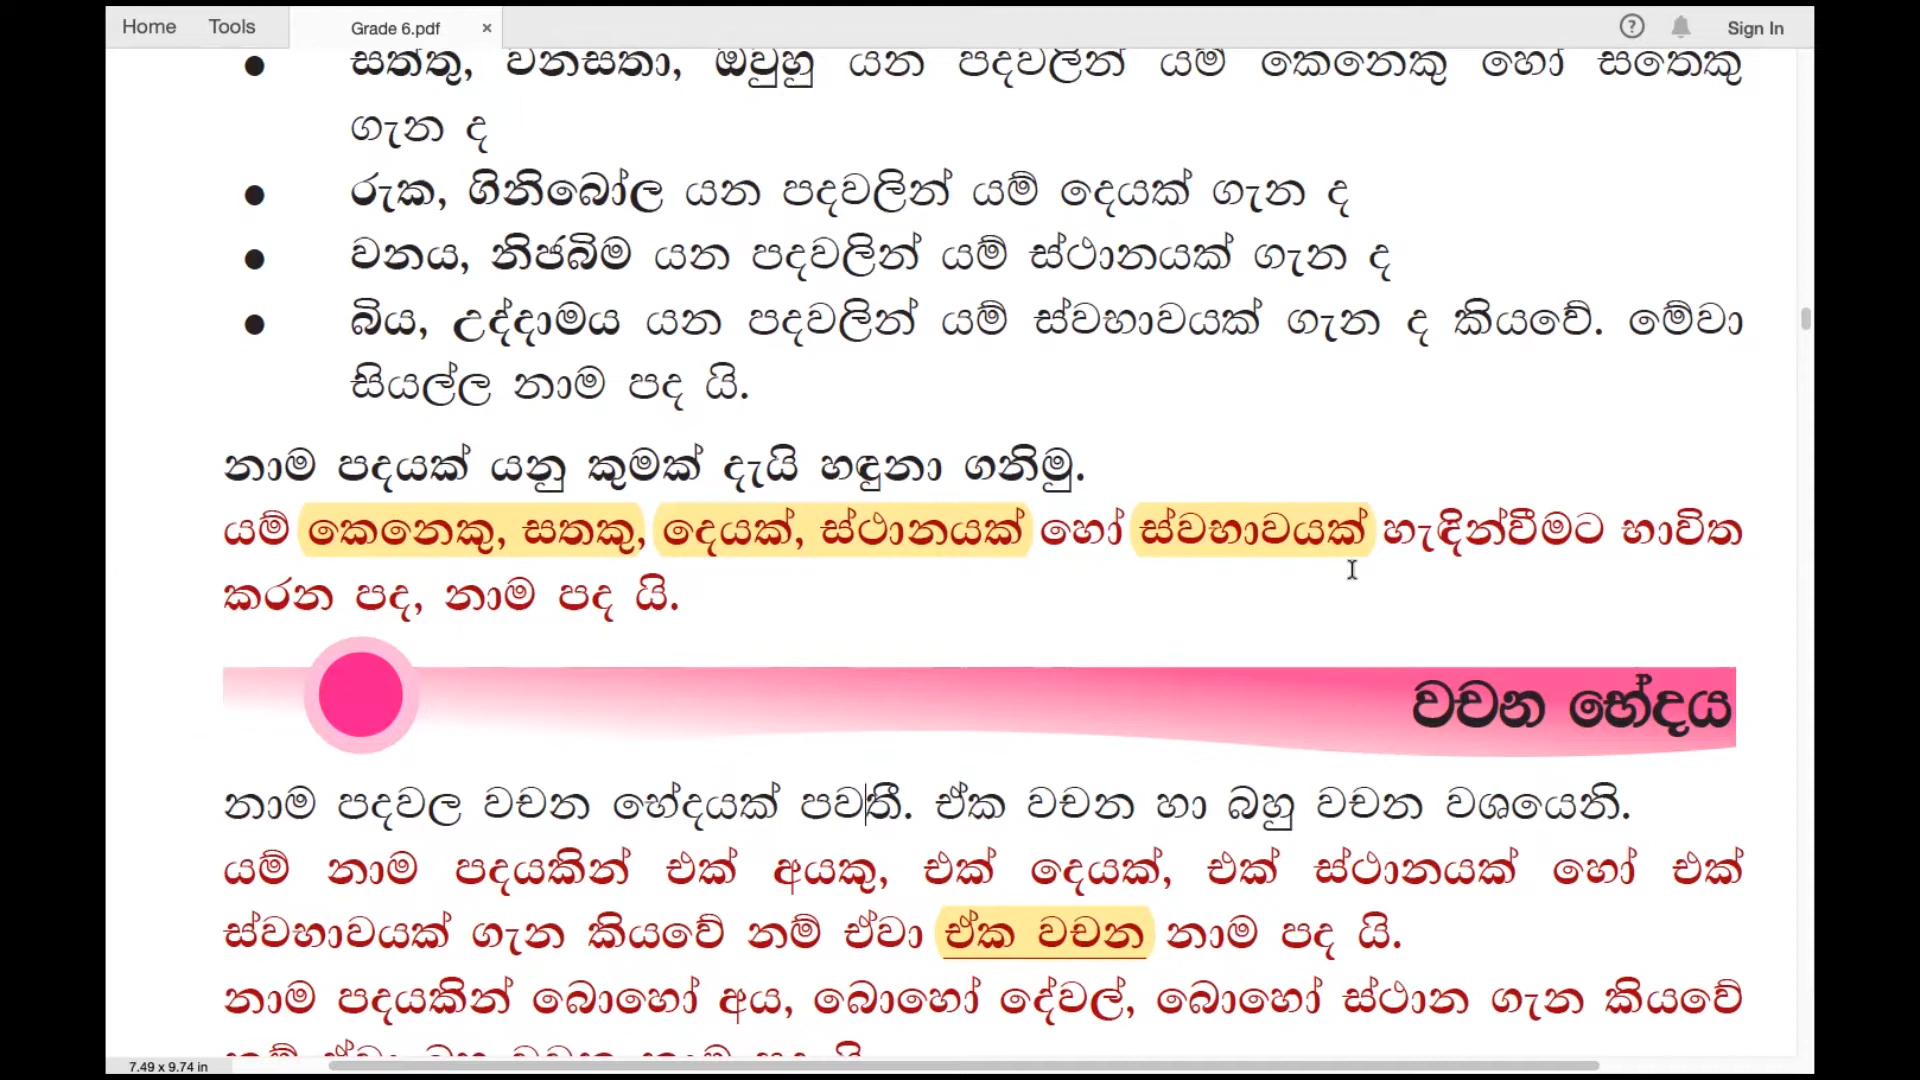 Home Tools Grade 6.pdf × ? Sign In
සත්තු, වනසතා, ඔවුහු යන පදවලින් යම් කෙනෙකු හෝ සතෙකු
ගැන ද
● රුක, ගිනිබෝල යන පදවලින් යම් දෙයක් ගැන ද
● වනය, නිජබිම යන පදවලින් යම් ස්ථානයක් ගැන ද
● බිය, උද්දාමය යන පදවලින් යම් ස්වභාවයක් ගැන ද කියවේ. මේවා
සියල්ල නාම පද යි.
නාම පදයක් යනු කුමක් දැයි හඳුනා ගනිමු.
යම් කෙනෙකු, සතකු, දෙයක්, ස්ථානයක් හෝ ස්වභාවයක් හැඳින්වීමට භාවිත
කරන පද, නාම පද යි.
වචන භේදය
නාම පදවල වචන භේදයක් පවතී. ඒක වචන හා බහු වචන වශයෙනි.
යම් නාම පදයකින් එක් අයකු, එක් දෙයක්, එක් ස්ථානයක් හෝ එක්
ස්වභාවයක් ගැන කියවේ නම් ඒවා ඒක වචන නාම පද යි.
නාම පදයකින් බොහෝ අය, බොහෝ දේවල්, බොහෝ ස්ථාන ගැන කියවේ
7.49 x 9.74 in